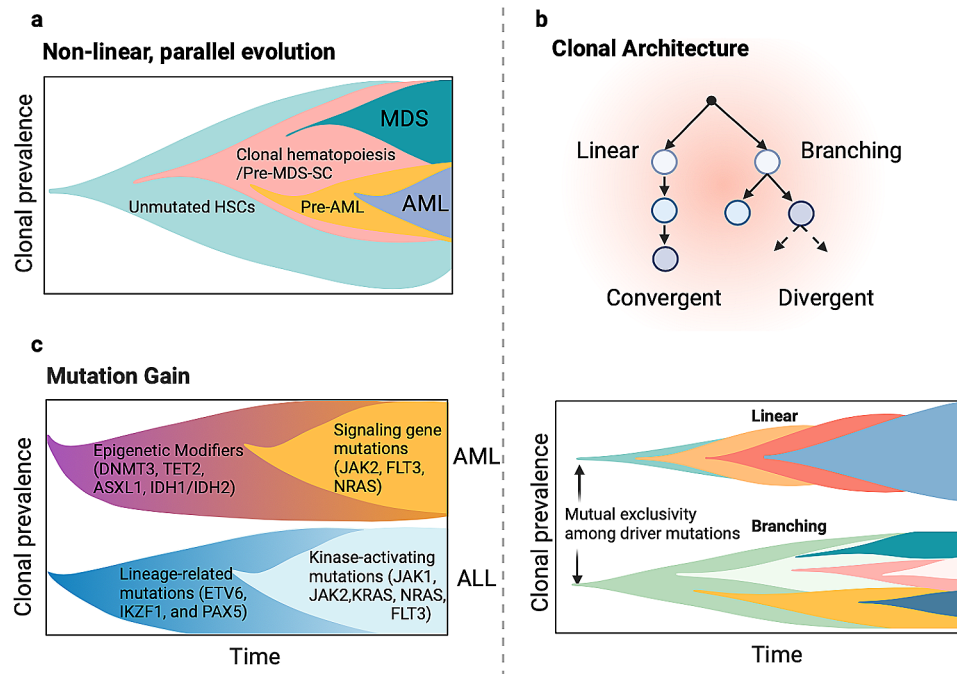 a
Non-linear, parallel evolution
Clonal prevalence
MDS
Clonal hematopoiesis
/Pre-MDS-SC
Unmutated HSCs
Pre-AML
AML
b
Clonal Architecture
Linear
Branching
Convergent
Divergent
c
Mutation Gain
Clonal prevalence
Epigenetic Modifiers
(DNMT3, TET2,
ASXL1, IDH1/IDH2)
Signaling gene
mutations
(JAK2, FLT3,
NRAS)
AML
Lineage-related
mutations (ETV6,
IKZF1, and PAX5)
Kinase-activating
mutations (JAK1,
JAK2,KRAS, NRAS,
FLT3)
ALL
Time
Clonal prevalence
Linear
Mutual exclusivity
among driver mutations
Branching
Time